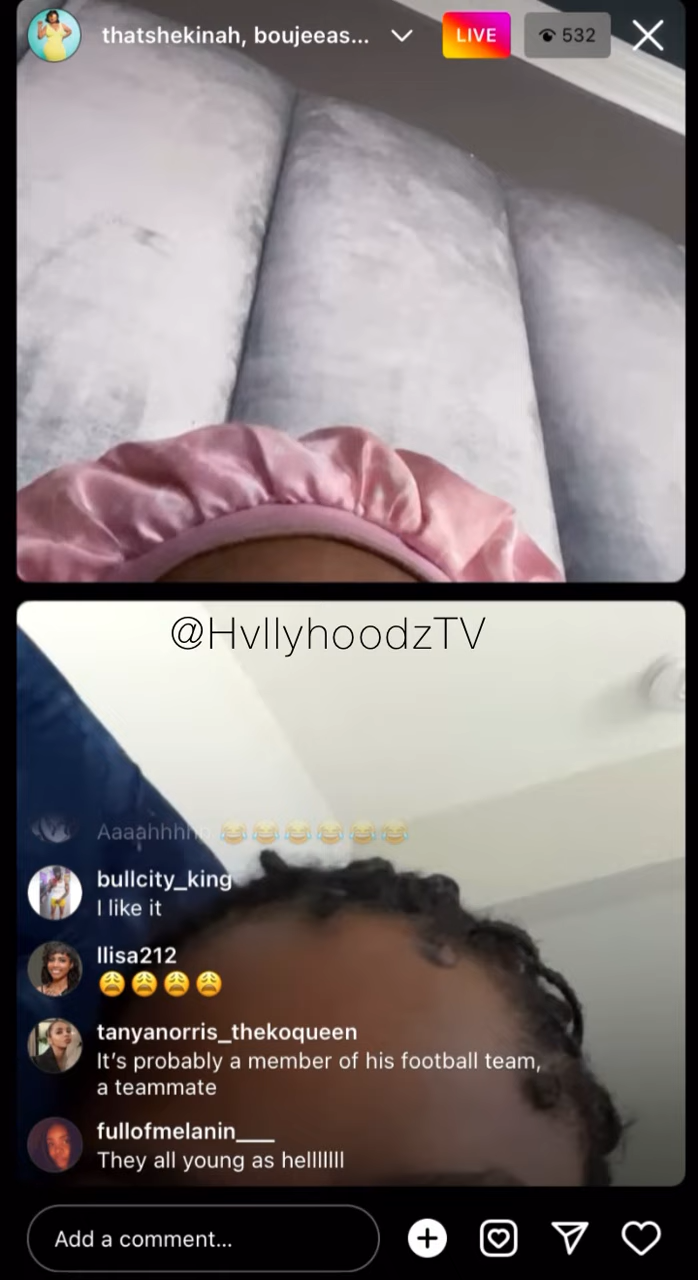 thatshekinah, boujeeas...
LIVE
532
@HvllyhoodzTV
😂😂😂😂😂😂
bullcity_king
I like it
llisa212
😩😩😩😩
tanyanorris_thekoqueen
It's probably a member of his football team,
a teammate
fullofmelanin___
They all young as helllllll
Add a comment...